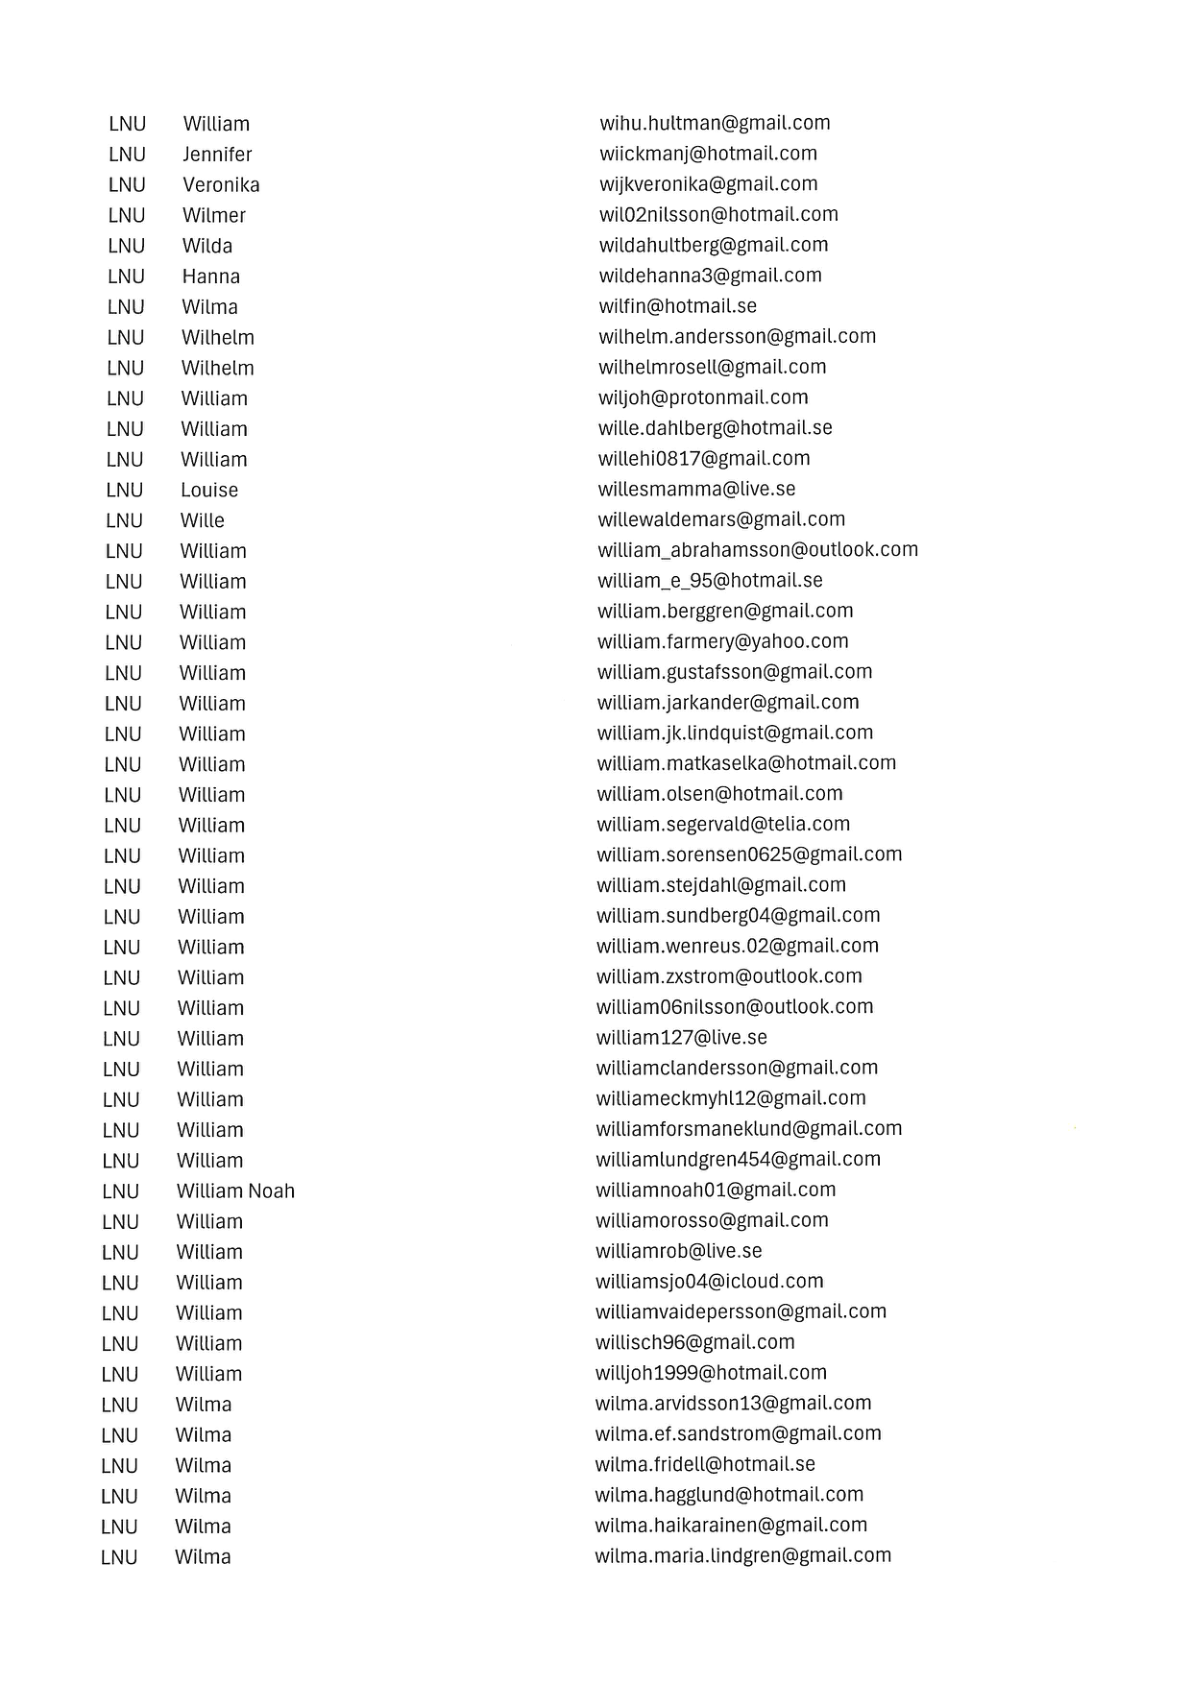 LNU William wihu.hultman@gmail.com
LNU Jennifer wiickmanj@hotmail.com
LNU Veronika wijkveronika@gmail.com
LNU Wilmer wil02nilsson@hotmail.com
LNU Wilda wildahultberg@gmail.com
LNU Hanna wildehanna3@gmail.com
LNU Wilma wilfin@hotmail.se
LNU Wilhelm wilhelm.andersson@gmail.com
LNU Wilhelm wilhelmrosell@gmail.com
LNU William wiljoh@protonmail.com
LNU William wille.dahlberg@hotmail.se
LNU William willehi0817@gmail.com
LNU Louise willesmamma@live.se
LNU Wille willewaldemars@gmail.com
LNU William william_abrahamsson@outlook.com
LNU William william_e_95@hotmail.se
LNU William william.berggren@gmail.com
LNU William william.farmery@yahoo.com
LNU William william.gustafsson@gmail.com
LNU William william.jarkander@gmail.com
LNU William william.jk.lindquist@gmail.com
LNU William william.matkaselka@hotmail.com
LNU William william.olsen@hotmail.com
LNU William william.segervald@telia.com
LNU William william.sorensen0625@gmail.com
LNU William william.stejdahl@gmail.com
LNU William william.sundberg04@gmail.com
LNU William william.wenreus.02@gmail.com
LNU William william.zxstrom@outlook.com
LNU William william06nilsson@outlook.com
LNU William william127@live.se
LNU William williamclandersson@gmail.com
LNU William williameckmyhl12@gmail.com
LNU William williamforsmaneklund@gmail.com
LNU William williamlundgren454@gmail.com
LNU William Noah williamnoah01@gmail.com
LNU William williamorosso@gmail.com
LNU William williamrob@live.se
LNU William williamsjo04@icloud.com
LNU William williamvaidepersson@gmail.com
LNU William willisch96@gmail.com
LNU William willjoh1999@hotmail.com
LNU Wilma wilma.arvidsson13@gmail.com
LNU Wilma wilma.ef.sandstrom@gmail.com
LNU Wilma wilma.fridell@hotmail.se
LNU Wilma wilma.hagglund@hotmail.com
LNU Wilma wilma.haikarainen@gmail.com
LNU Wilma wilma.maria.lindgren@gmail.com